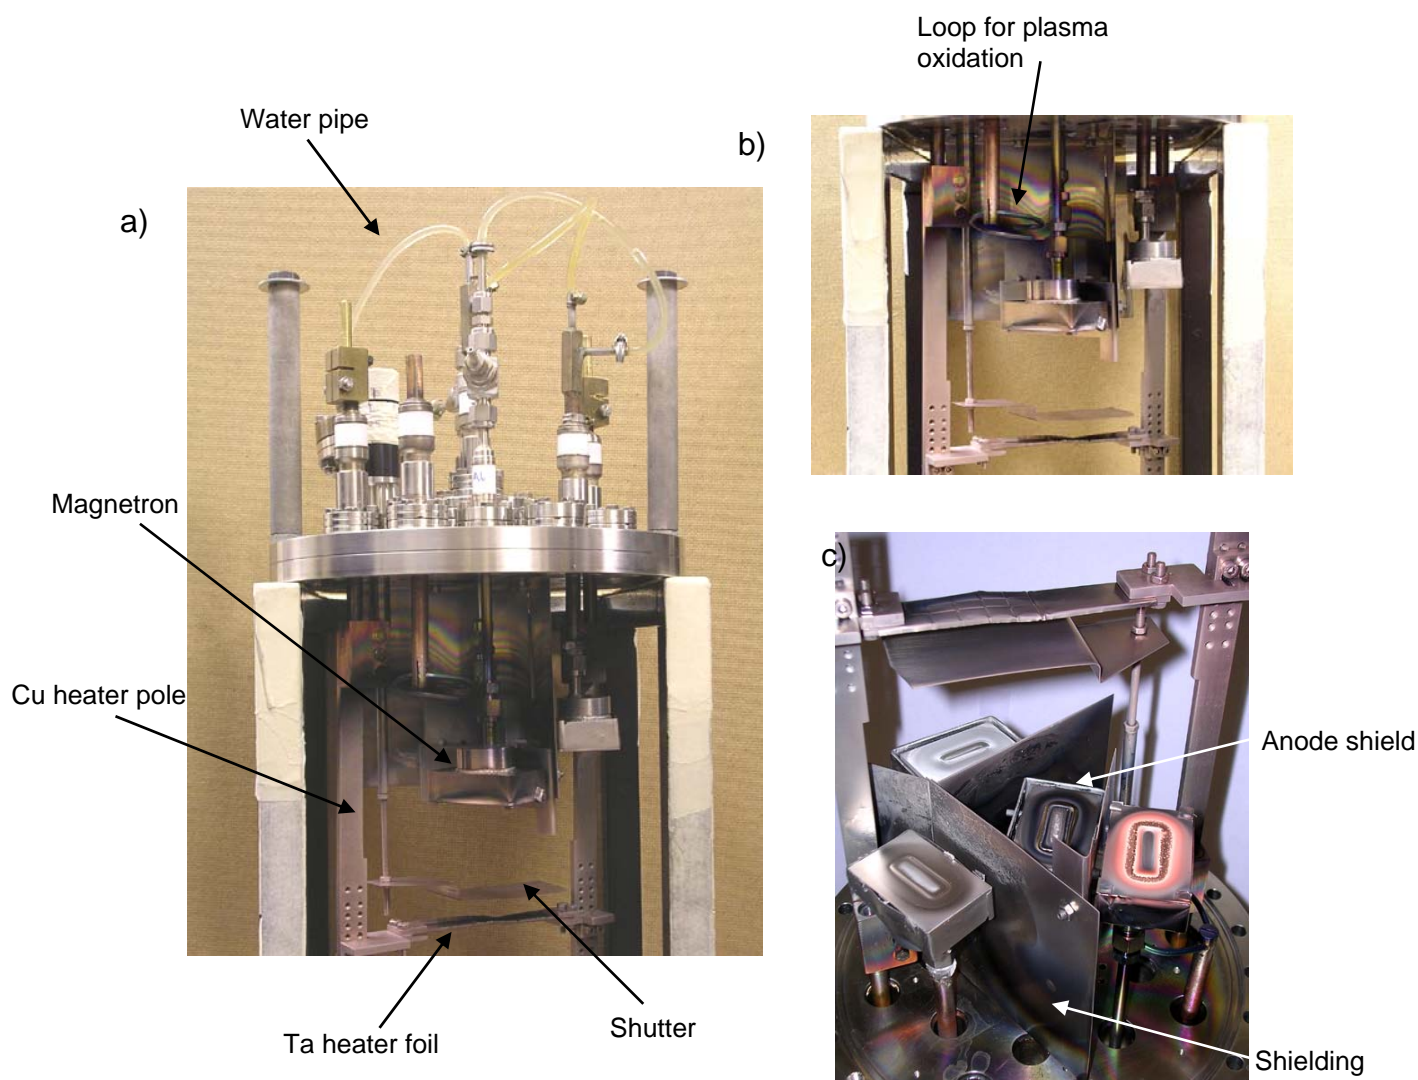 Loop for plasma
oxidation
Water pipe
b)
a)
Magnetron
Cu heater pole
Ta heater foil
Shutter
c)
Anode shield
Shielding